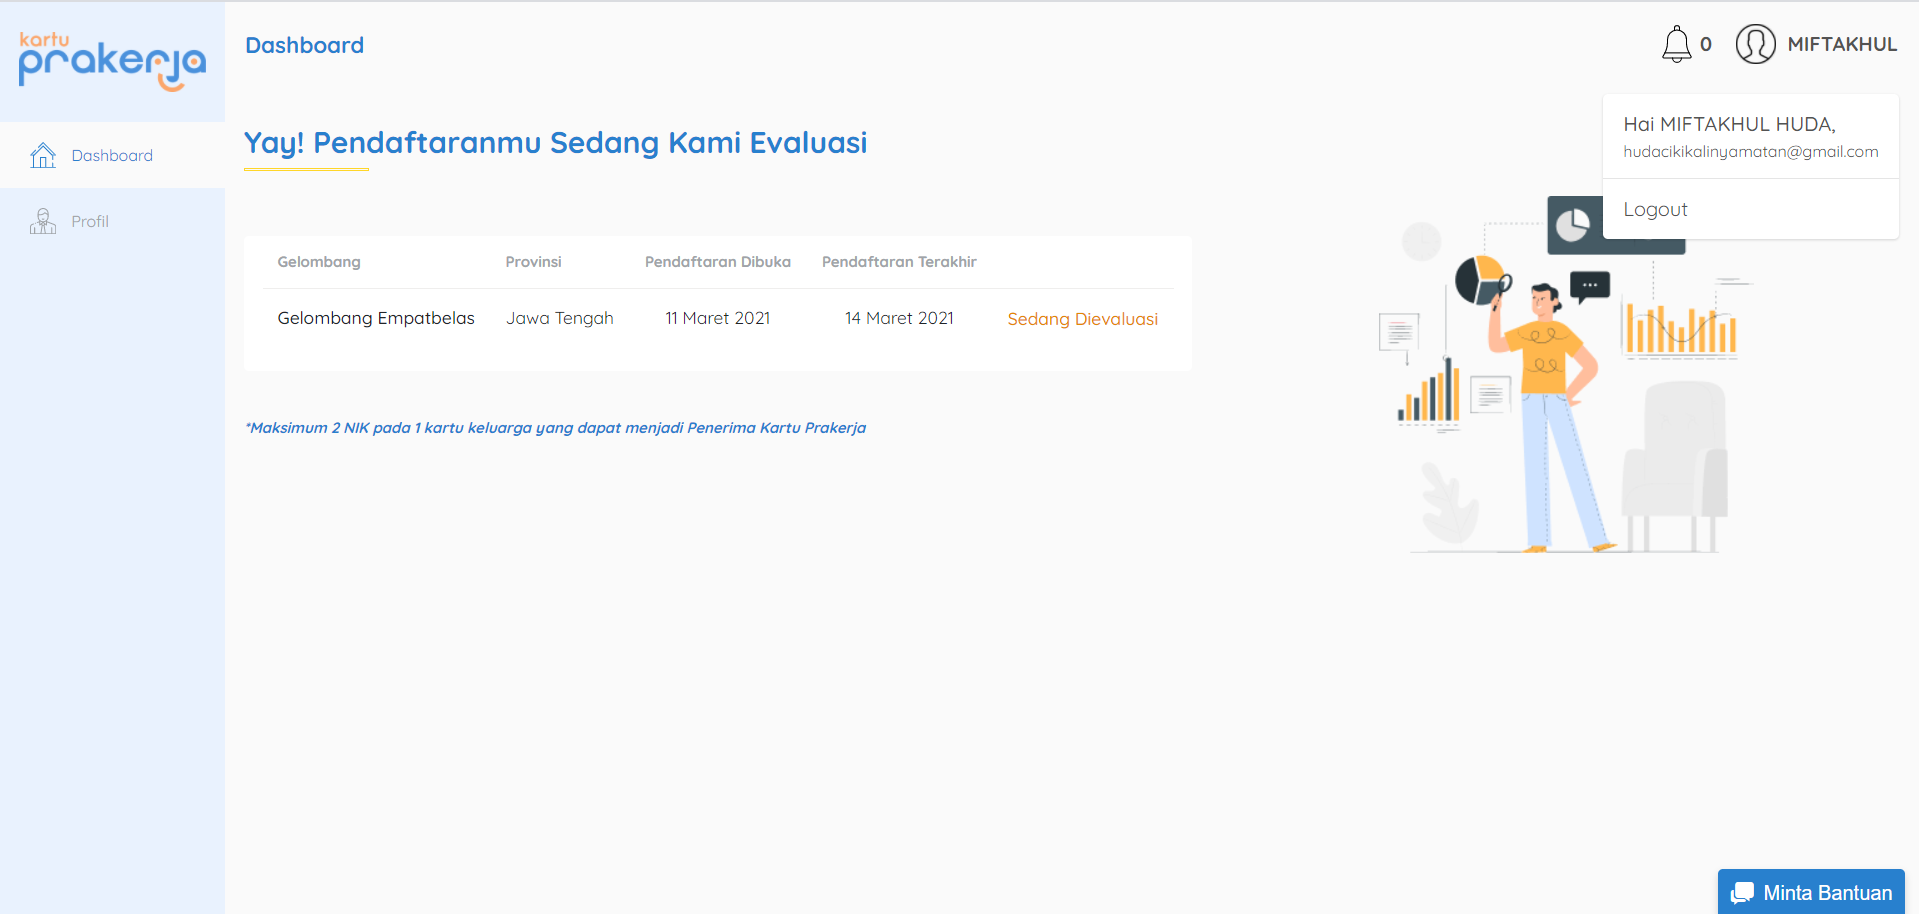 kartu
prakerja
Dashboard
0
MIFTAKHUL
Hai MIFTAKHUL HUDA,
hudacikikalinyamatan@gmail.com
Logout
Dashboard
Profil
Yay! Pendaftaranmu Sedang Kami Evaluasi
Gelombang Provinsi Pendaftaran Dibuka Pendaftaran Terakhir
Gelombang Empatbelas Jawa Tengah 11 Maret 2021 14 Maret 2021 Sedang Dievaluasi
*Maksimum 2 NIK pada 1 kartu keluarga yang dapat menjadi Penerima Kartu Prakerja
Minta Bantuan